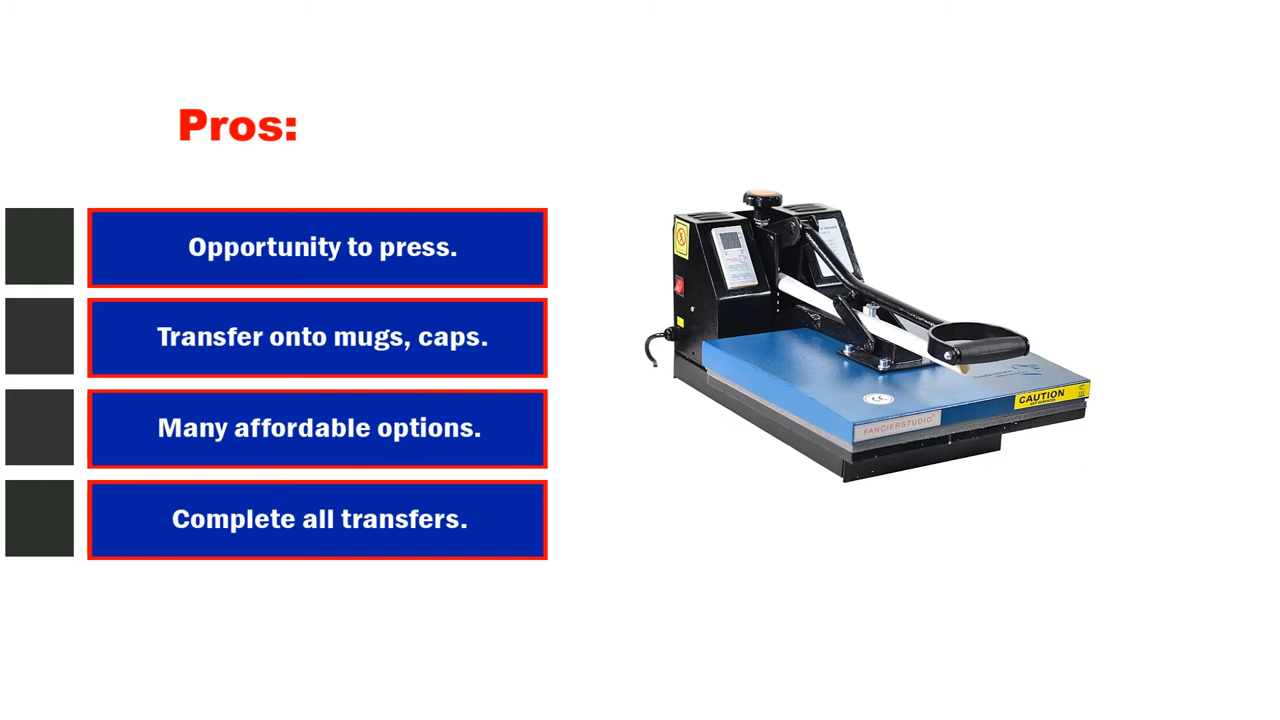 Pros:
Opportunity to press.
Transfer onto mugs, caps.
Many affordable options.
Complete all transfers.
CAUTION
FANCIERSTUDIO